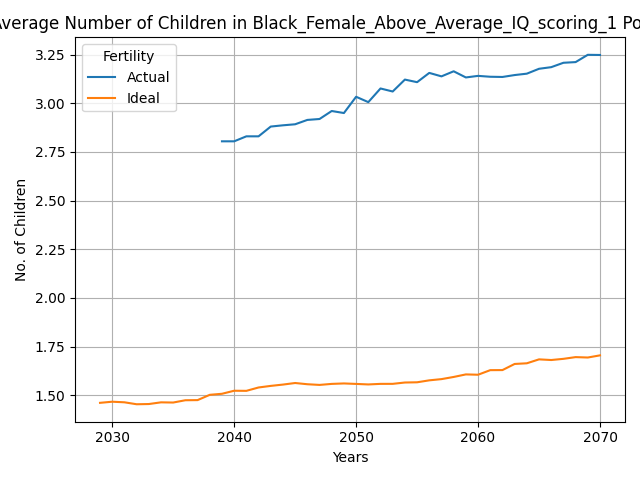 Average Number of Children in Black_Female_Above_Average_IQ_scoring_1 Po
Fertility
Actual
Ideal
3.25
3.00
2.75
2.50
2.25
2.00
1.75
1.50
No. of Children
2030 2040 2050 2060 2070
Years